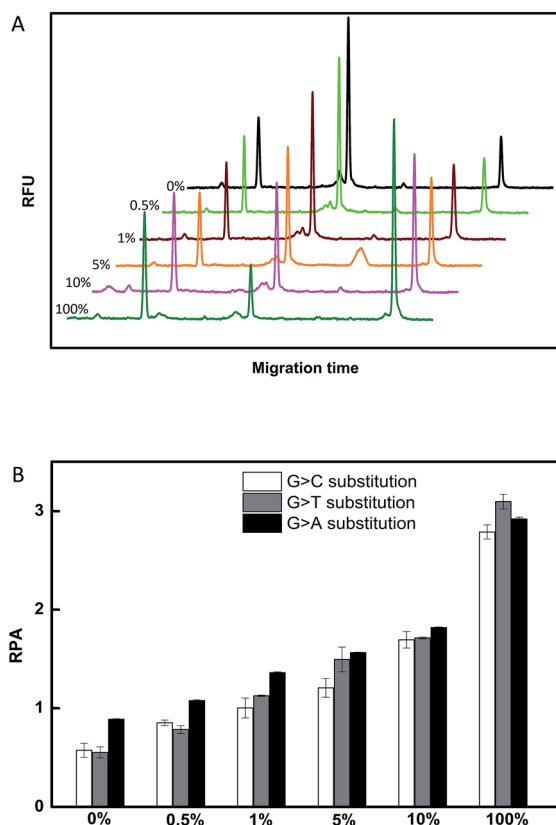 A
RFU
0%
0.5%
1%
5%
10%
100%
Migration time
B
RPA
3
2
1
0
G>C substitution
G>T substitution
G>A substitution
0%
0.5%
1%
5%
10%
100%